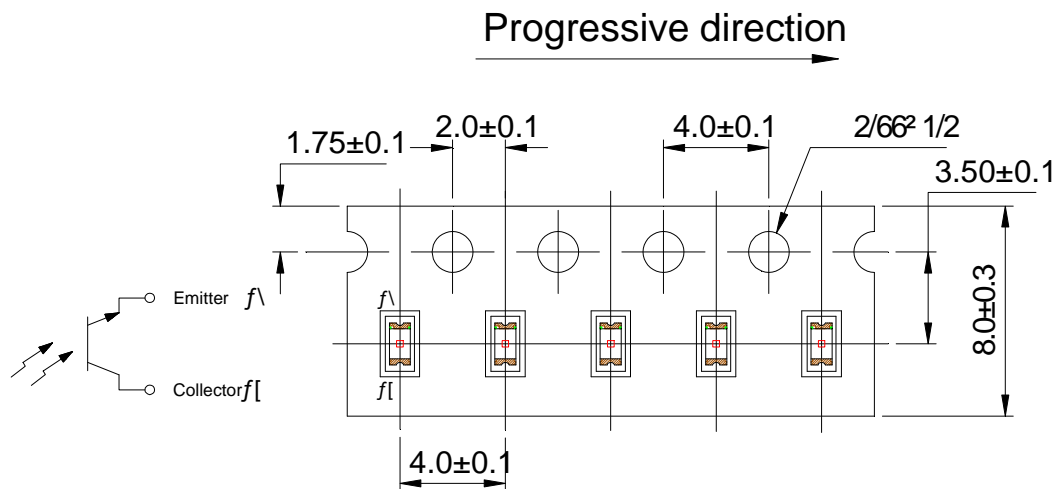 Progressive direction
2.0±0.1
4.0±0.1
2/66² 1/2
1.75±0.1
3.50±0.1
Emitter ƒ\
ƒ\
8.0±0.3
Collectorƒ[
ƒ[
4.0±0.1